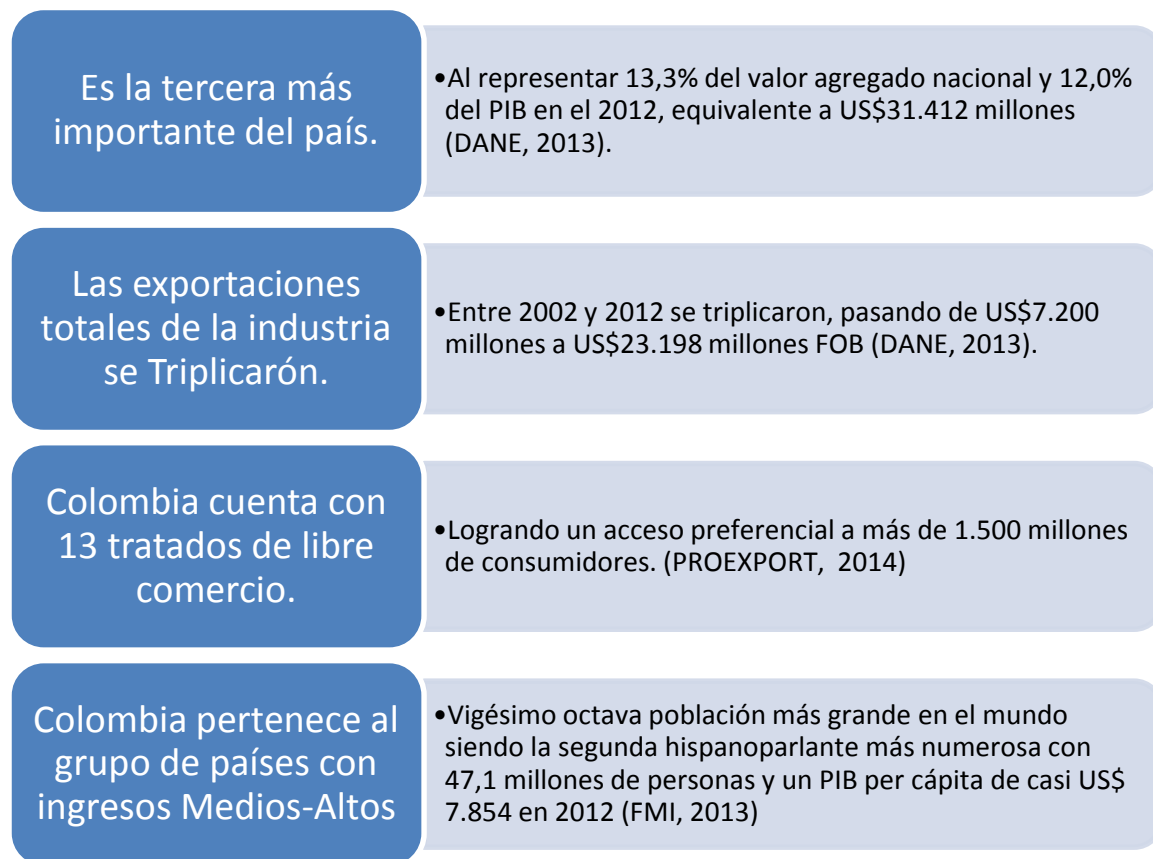 Es la tercera más
importante del país.
•Al representar 13,3% del valor agregado nacional y 12,0%
del PIB en el 2012, equivalente a US$31.412 millones
(DANE, 2013).
Las exportaciones
totales de la industria
se Triplicarón.
•Entre 2002 y 2012 se triplicaron, pasando de US$7.200
millones a US$23.198 millones FOB (DANE, 2013).
Colombia cuenta con
13 tratados de libre
comercio.
•Logrando un acceso preferencial a más de 1.500 millones
de consumidores. (PROEXPORT, 2014)
Colombia pertenece al
grupo de países con
ingresos Medios-Altos
•Vigésimo octava población más grande en el mundo
siendo la segunda hispanoparlante más numerosa con
47,1 millones de personas y un PIB per cápita de casi US$
7.854 en 2012 (FMI, 2013)